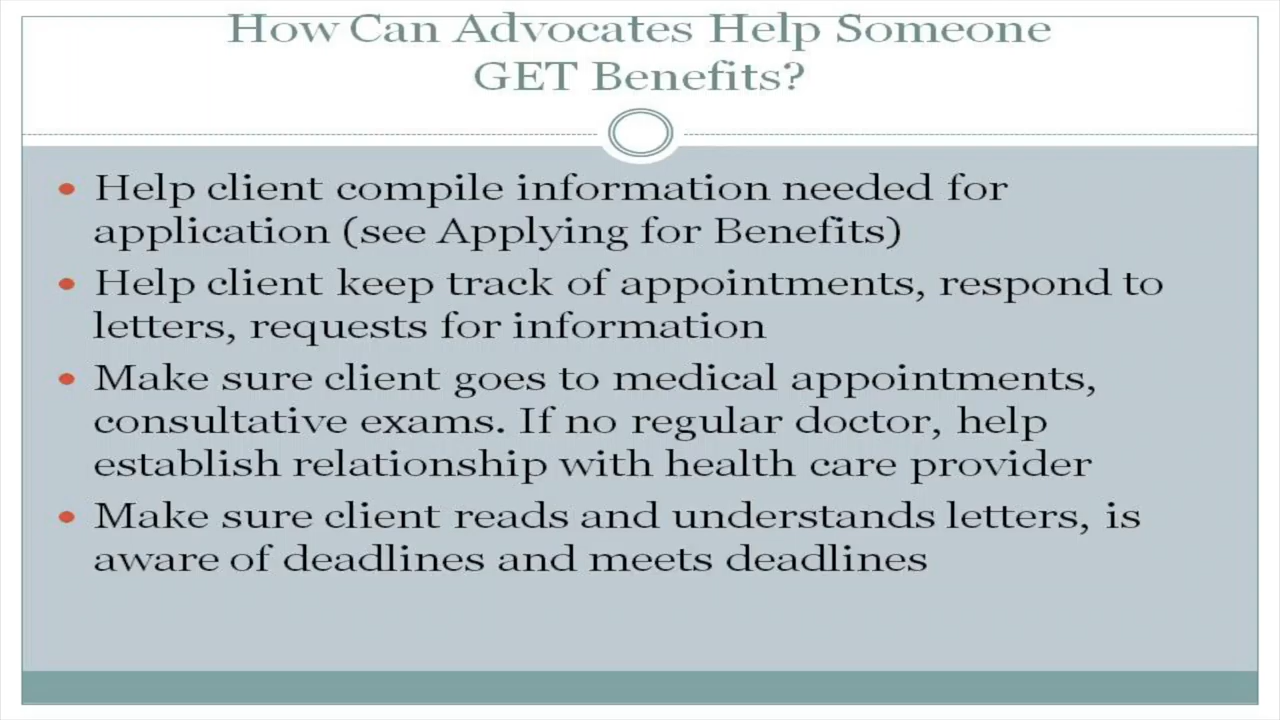 How Can Advocates Help Someone
GET Benefits?
• Help client compile information needed for
application (see Applying for Benefits)
• Help client keep track of appointments, respond to
letters, requests for information
• Make sure client goes to medical appointments,
consultative exams. If no regular doctor, help
establish relationship with health care provider
• Make sure client reads and understands letters, is
aware of deadlines and meets deadlines